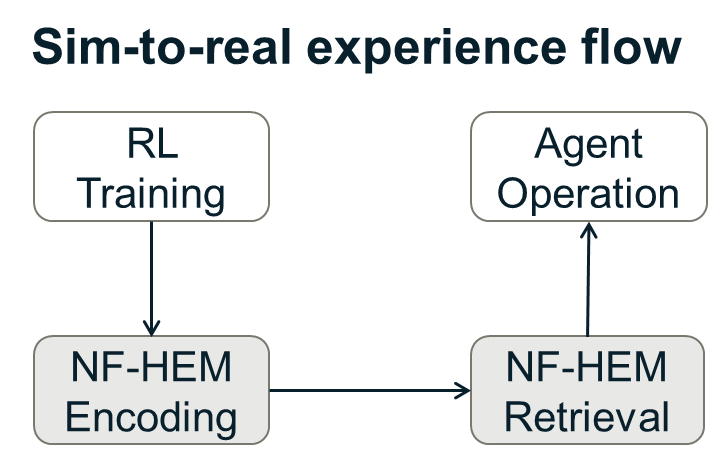 Sim-to-real experience flow
RL
Training
Agent
Operation
NF-HEM
Encoding
NF-HEM
Retrieval